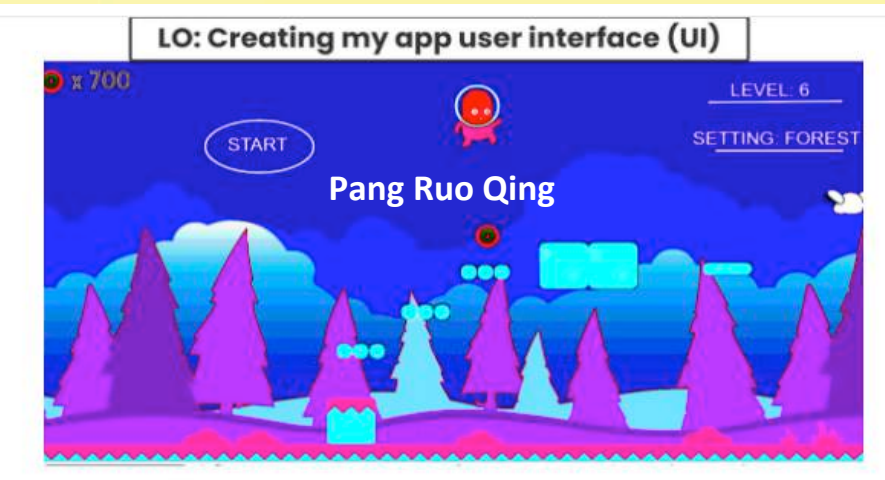 LO: Creating my app user interface (UI)
x 700
LEVEL: 6
START
SETTING: FOREST
Pang Ruo Qing